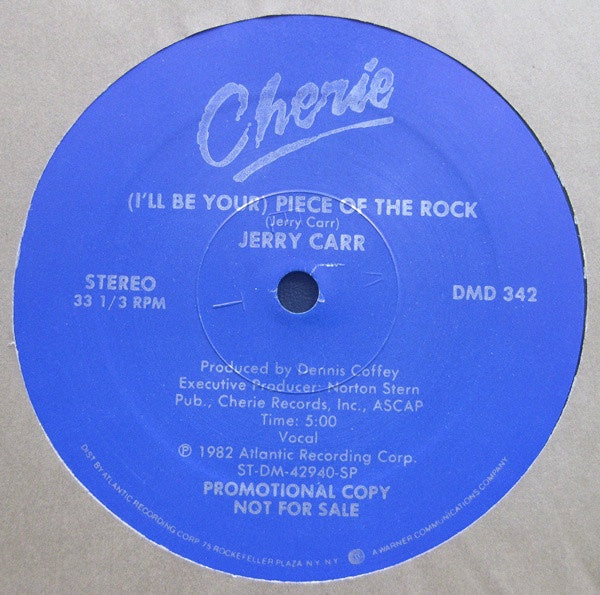 Cherie
(I'LL BE YOUR) PIECE OF THE ROCK
(Jerry Carr)
JERRY CARR
STEREO
33 1/3 RPM
DMD 342
Produced by Dennis Coffey
Executive Producer: Norton Stern
Pub., Cherie Records, Inc., ASCAP
Time: 5:00
Vocal
℗ 1982 Atlantic Recording Corp.
ST-DM-42940-SP
PROMOTIONAL COPY
NOT FOR SALE
DIST BY ATLANTIC RECORDING CORP 75 ROCKEFELLER PLAZA N.Y. N.Y. A WARNER COMMUNICATIONS COMPANY